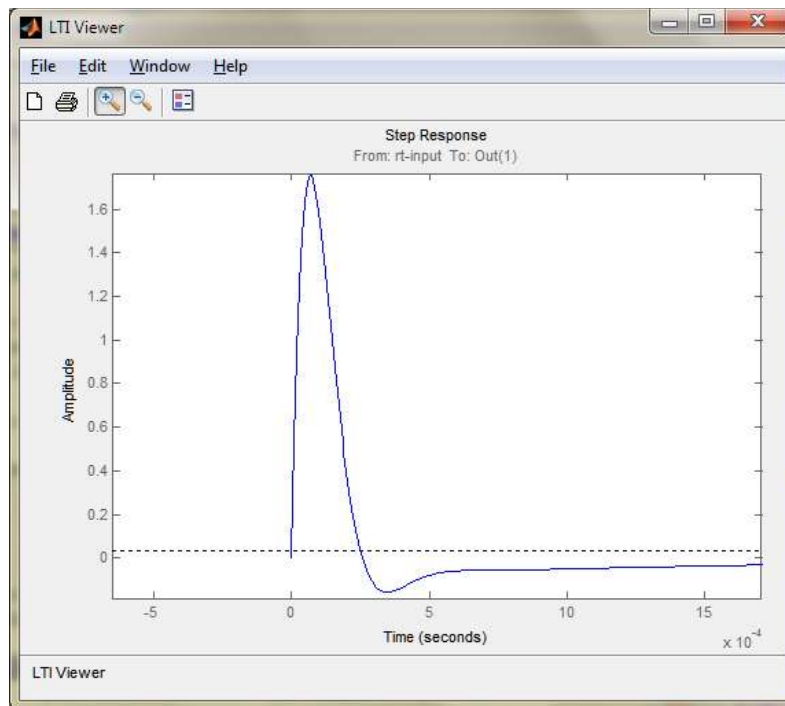 LTI Viewer
File Edit Window Help
Step Response
From: rt-input To: Out(1)
1.6
1.4
1.2
1
0.8
0.6
0.4
0.2
0
Amplitude
-5 0 5 10 15
Time (seconds)
x 10^-4
LTI Viewer